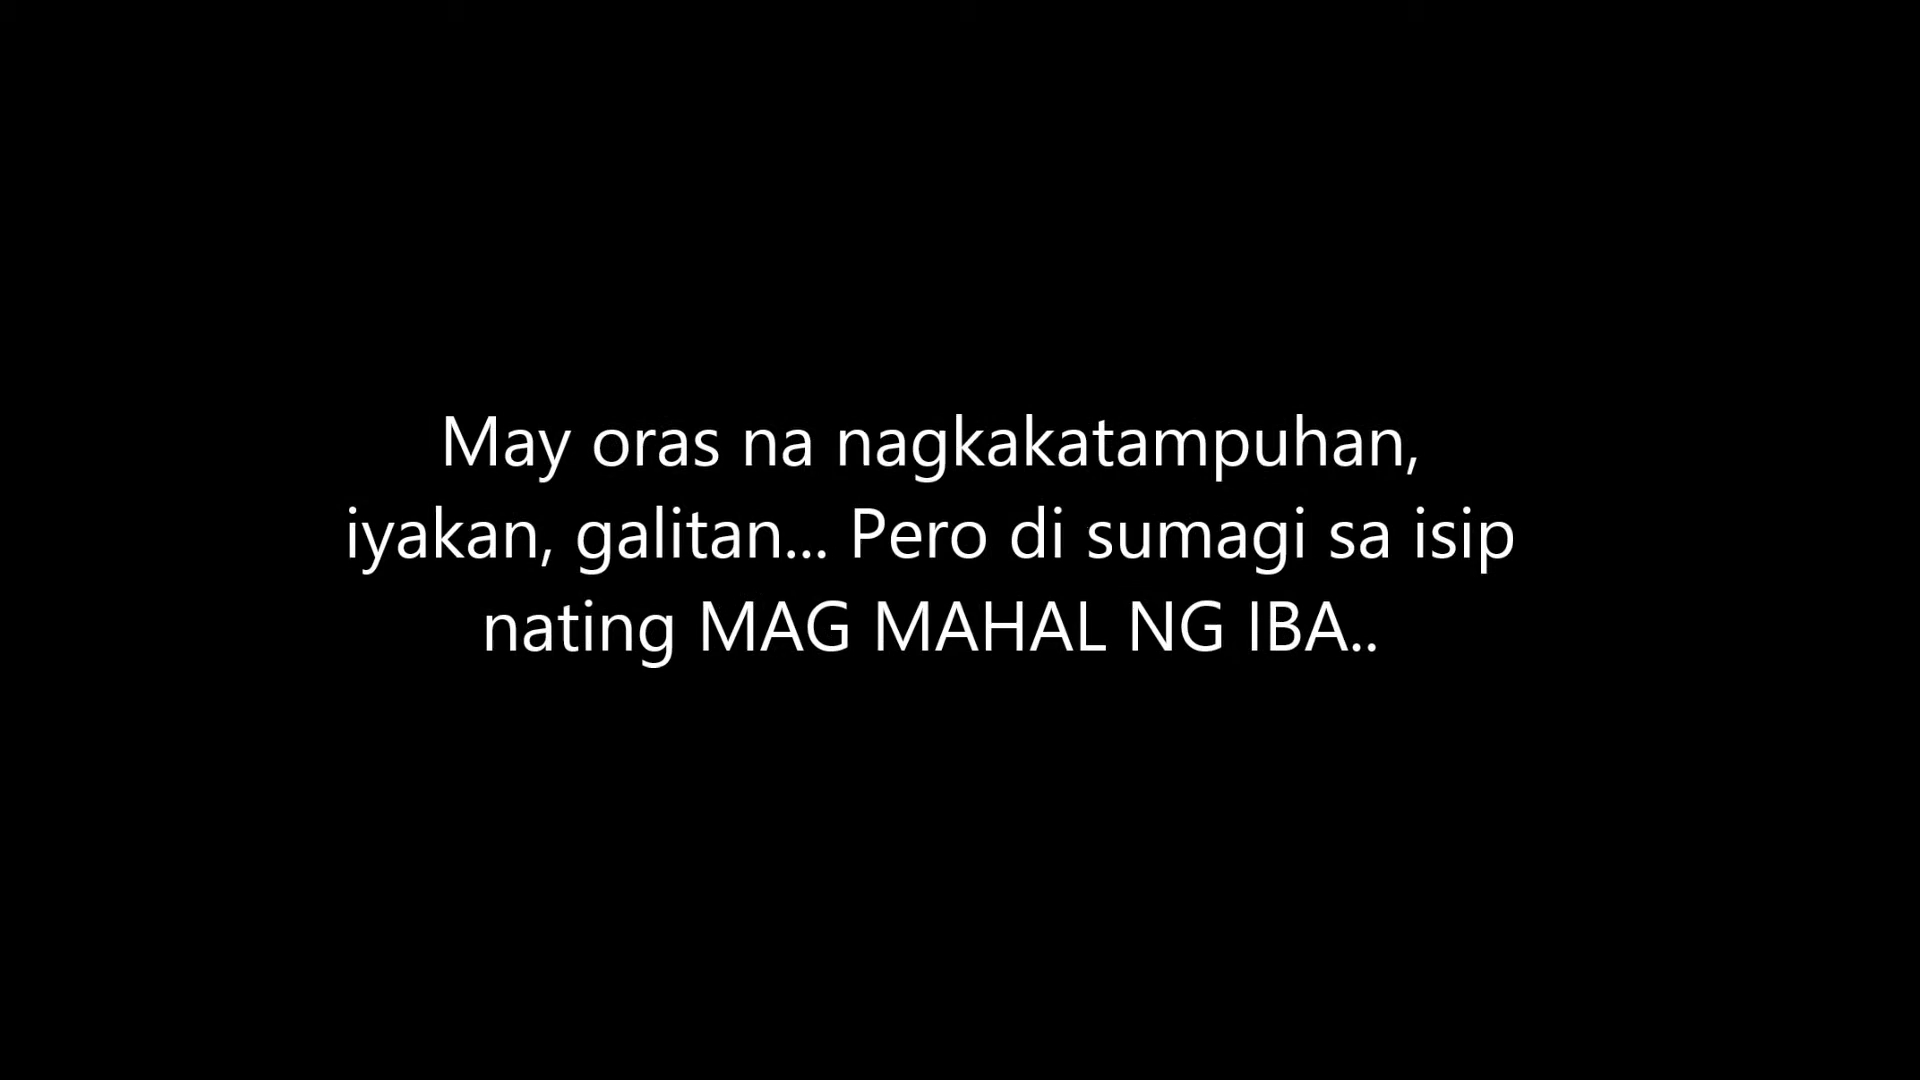 May oras na nagkakatampuhan,
iyakan, galitan... Pero di sumagi sa isip
nating MAG MAHAL NG IBA..